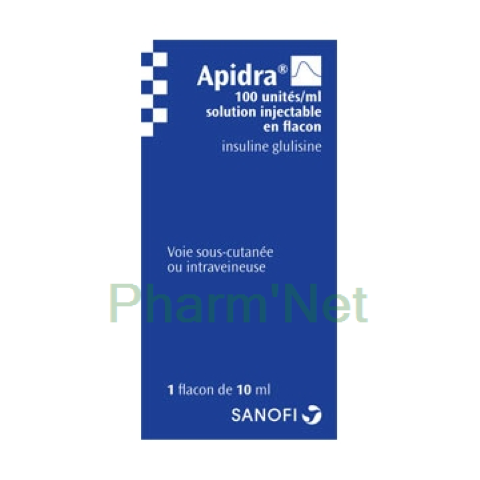 Apidra®
100 unités/ml
solution injectable
en flacon
insuline glulisine
Voie sous-cutanée
ou intraveineuse
Pharm'Net
1 flacon de 10 ml
SANOFI